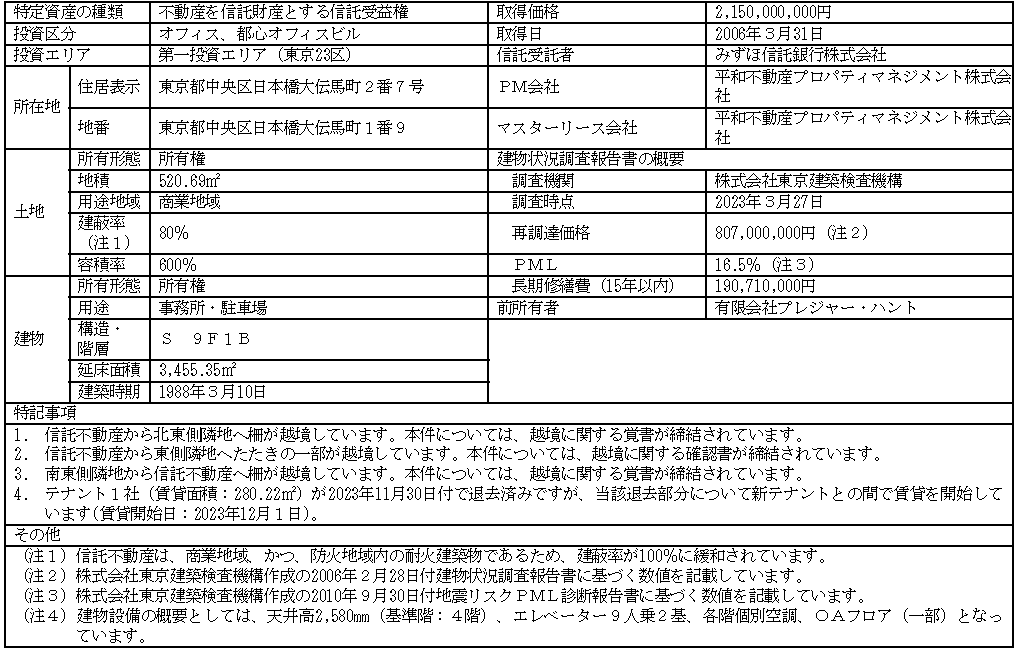 特定資産の種類 不動産を信託財産とする信託受益権 取得価格 2,150,000,000円
投資区分 オフィス、都心オフィスビル 取得日 2006年３月31日
投資エリア 第一投資エリア（東京23区） 信託受託者 みずほ信託銀行株式会社
所在地 住居表示 東京都中央区日本橋大伝馬町２番７号 ＰＭ会社 平和不動産プロパティマネジメント株式会
社
地番 東京都中央区日本橋大伝馬町１番９ マスターリース会社 平和不動産プロパティマネジメント株式会
社
土地 所有形態 所有権 建物状況調査報告書の概要
地積 520.69㎡ 調査機関 株式会社東京建築検査機構
用途地域 商業地域 調査時点 2023年３月27日
建蔽率
（注１） 80％ 再調達価格 807,000,000円（注２）
容積率 600％ ＰＭＬ 16.5％（注３）
建物 所有形態 所有権 長期修繕費（15年以内） 190,710,000円
用途 事務所・駐車場 前所有者 有限会社プレジャー・ハント
構造・
階層 Ｓ　９Ｆ１Ｂ
延床面積 3,455.35㎡
建築時期 1988年３月10日
特記事項
1. 信託不動産から北東側隣地へ柵が越境しています。本件については、越境に関する覚書が締結されています。
2. 信託不動産から東側隣地へたたきの一部が越境しています。本件については、越境に関する確認書が締結されています。
3. 南東側隣地から信託不動産へ柵が越境しています。本件については、越境に関する覚書が締結されています。
4. テナント１社（賃貸面積：280.22㎡）が2023年11月30日付で退去済みですが、当該退去部分について新テナントとの間で賃貸を開始して
います(賃貸開始日：2023年12月１日)。
その他
（注１）信託不動産は、商業地域、かつ、防火地域内の耐火建築物であるため、建蔽率が100％に緩和されています。
（注２）株式会社東京建築検査機構作成の2006年２月28日付建物状況調査報告書に基づく数値を記載しています。
（注３）株式会社東京建築検査機構作成の2010年９月30日付地震リスクＰＭＬ診断報告書に基づく数値を記載しています。
（注４）建物設備の概要としては、天井高2,580mm（基準階：４階）、エレベーター９人乗２基、各階個別空調、ＯＡフロア（一部）となっ
ています。